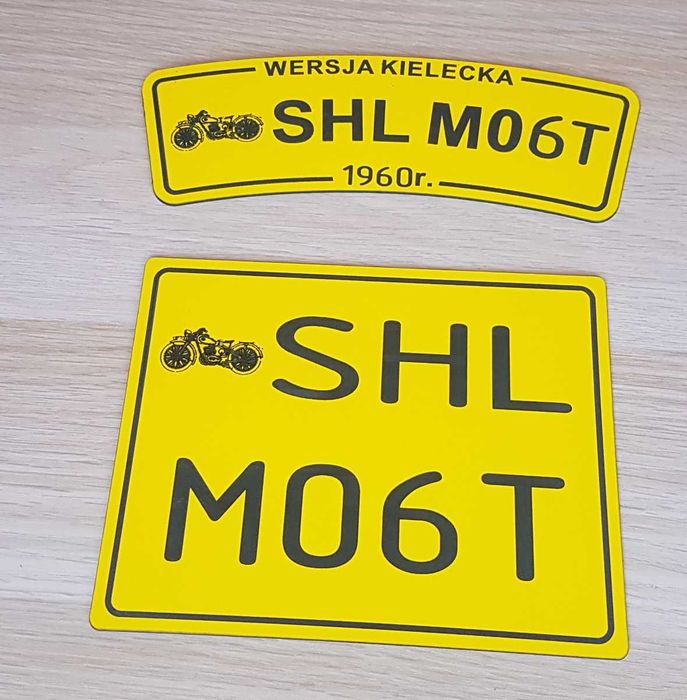 WERSJA KIELECKA
SHL M06T
1960r.
SHL
M06T